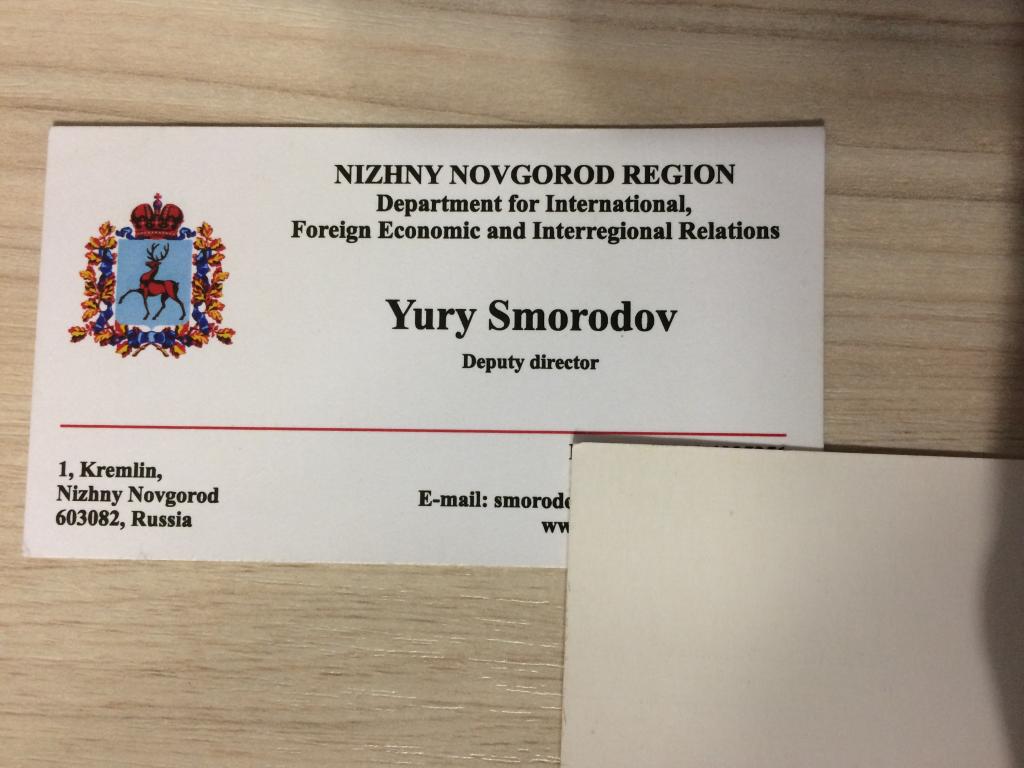 NIZHNY NOVGOROD REGION
Department for International,
Foreign Economic and Interregional Relations
Yury Smorodov
Deputy director
1, Kremlin,
Nizhny Novgorod
603082, Russia
E-mail: